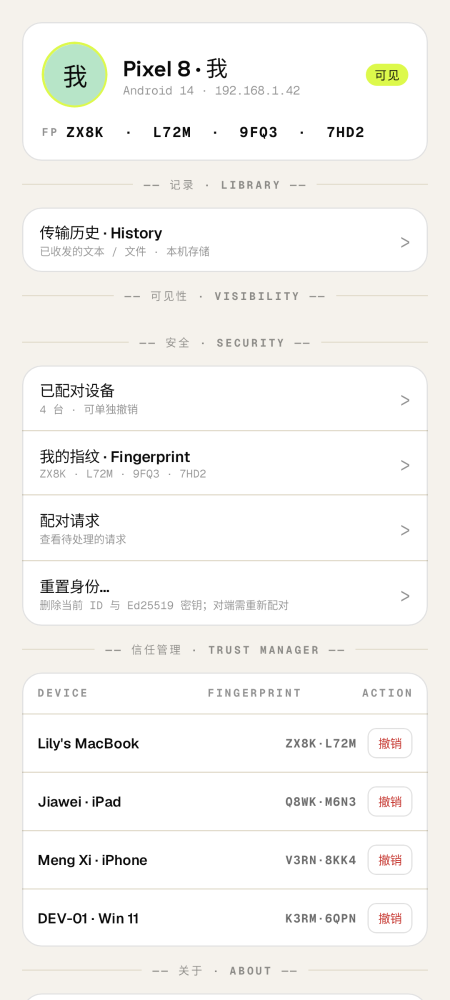 我
Pixel 8 · 我
Android 14 · 192.168.1.42
可见
FP ZX8K · L72M · 9FQ3 · 7HD2
—— 记录 · LIBRARY ——
传输历史 · History
已收发的文本 / 文件 · 本机存储
>
—— 可见性 · VISIBILITY ——
—— 安全 · SECURITY ——
已配对设备
4 台 · 可单独撤销
>
我的指纹 · Fingerprint
ZX8K · L72M · 9FQ3 · 7HD2
>
配对请求
查看待处理的请求
>
重置身份…
删除当前 ID 与 Ed25519 密钥; 对端需重新配对
>
—— 信任管理 · TRUST MANAGER ——
DEVICE FINGERPRINT ACTION
Lily's MacBook ZX8K·L72M 撤销
Jiawei · iPad Q8WK·M6N3 撤销
Meng Xi · iPhone V3RN·8KK4 撤销
DEV-01 · Win 11 K3RM·6QPN 撤销
—— 关于 · ABOUT ——